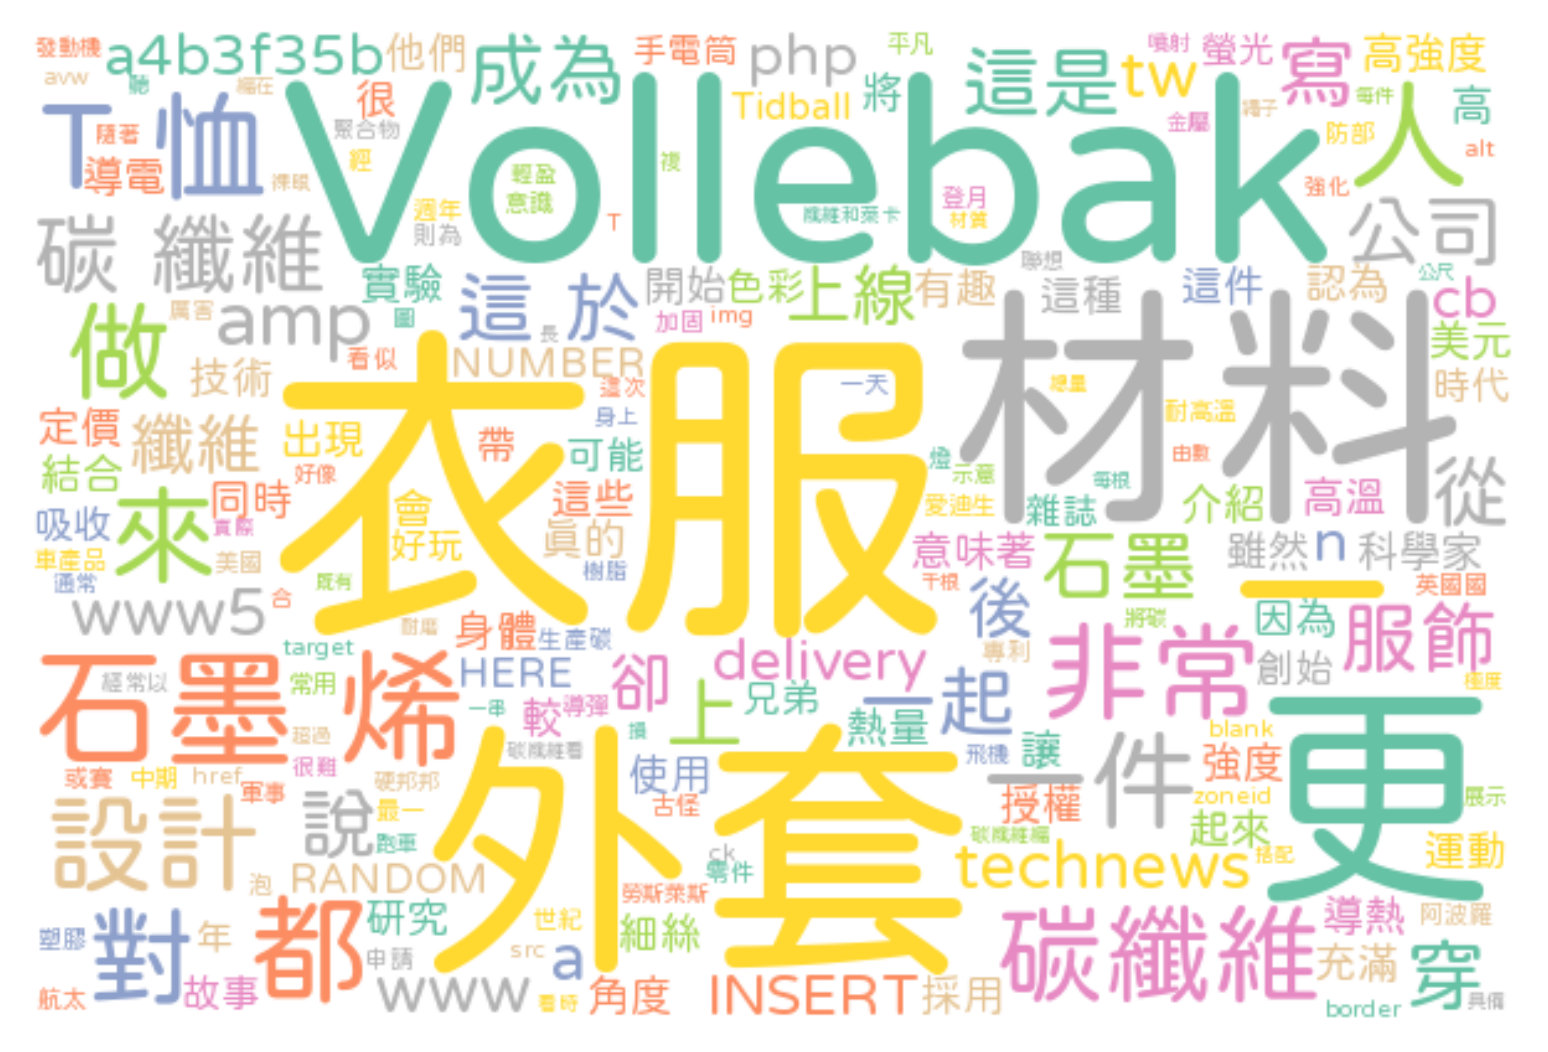 發動機 a4b3f35b 他們 成為 手電筒 php 平凡 這是 噴射 螢光 寫 高強度
avw 聽 編在 很 Tidball 將 tw 繩子 每件 人 高
T恤 隨著 聚合物 Vollebak 金屬 防部 alt
導電 裸眼 經 輕盈 複 登月 強化
週年 意識 T 纖維和萊卡 材質
碳 纖維 則為 聯想 公司
實驗 這 於 開始 色彩 上線 有趣 這種 這件 認為 公尺 cb
做 厲害 amp 圖 長 加固 img 材料 美元
技術 看似 NUMBER 這次 一天 總量 時代
定價 纖維 出現 衣服 帶 身上 可能 耐高溫
結合 好像 燈 示意 每根 由數 從
來 同時 會 這些 愛迪生 雜誌 介紹 高溫
吸收 實際 好玩 真的 意味著 石墨 雖然 n 科學家
車產品 美國 樹脂
通常 既有 千根 後 一 英國國
www5 合 耐磨 身體 生產碳 將碳 因為 服飾
石墨 烯 target HERE 卻 delivery 專利 非常 創始
經常以 常用 一串 較 導彈 上 兄弟 一起 極度
超過 碳纖維看 損 熱量 blank 更
或賽 中期 href 很難 硬邦邦 外套 使用 飛機 讓 一件 強度
軍事 古怪 授權 zoneid 展示
設計 說 最一 跑車 碳纖維編 起來
ck technews 搭配 運動
泡 RANDOM 零件
勞斯萊斯
對 年 都 研究 世紀 細絲 碳纖維 導熱 阿波羅
塑膠 申請 src a 充滿 穿
航太 故事 www 看時 角度 INSERT 採用 border 具備